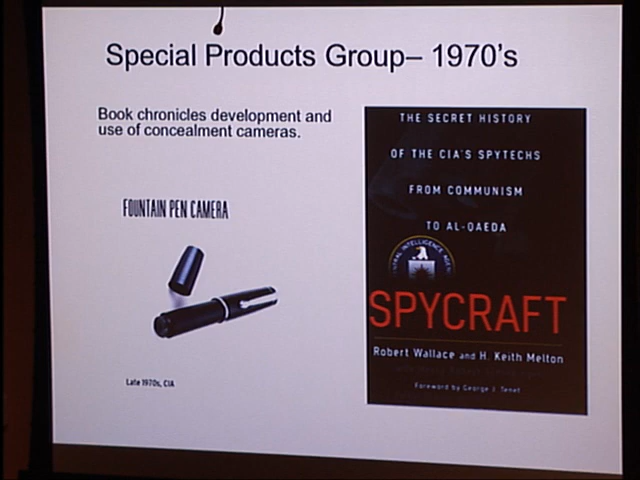 Special Products Group– 1970's
Book chronicles development and
use of concealment cameras.
FOUNTAIN PEN CAMERA
Late 1970s, CIA
THE SECRET HISTORY
OF THE CIA'S SPYTECHS
FROM COMMUNISM
TO AL-QAEDA
INTELLIGENCE
SPYCRAFT
Robert Wallace and H. Keith Melton
Foreword by George J. Tenet